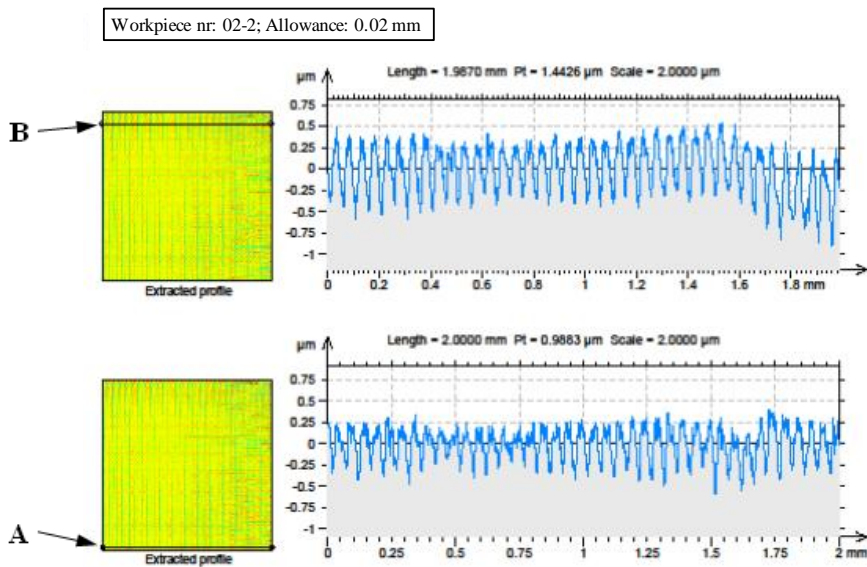 Workpiece nr: 02-2; Allowance: 0.02 mm
B
Extracted profile
µm Length = 1.9870 mm Pt = 1.4426 µm Scale = 2.0000 µm
0.75
0.5
0.25
0
-0.25
-0.5
-0.75
-1
0 0.2 0.4 0.6 0.8 1 1.2 1.4 1.6 1.8 mm
A
Extracted profile
µm Length = 2.0000 mm Pt = 0.9883 µm Scale = 2.0000 µm
0.75
0.5
0.25
0
-0.25
-0.5
-0.75
-1
0 0.25 0.5 0.75 1 1.25 1.5 1.75 2 mm